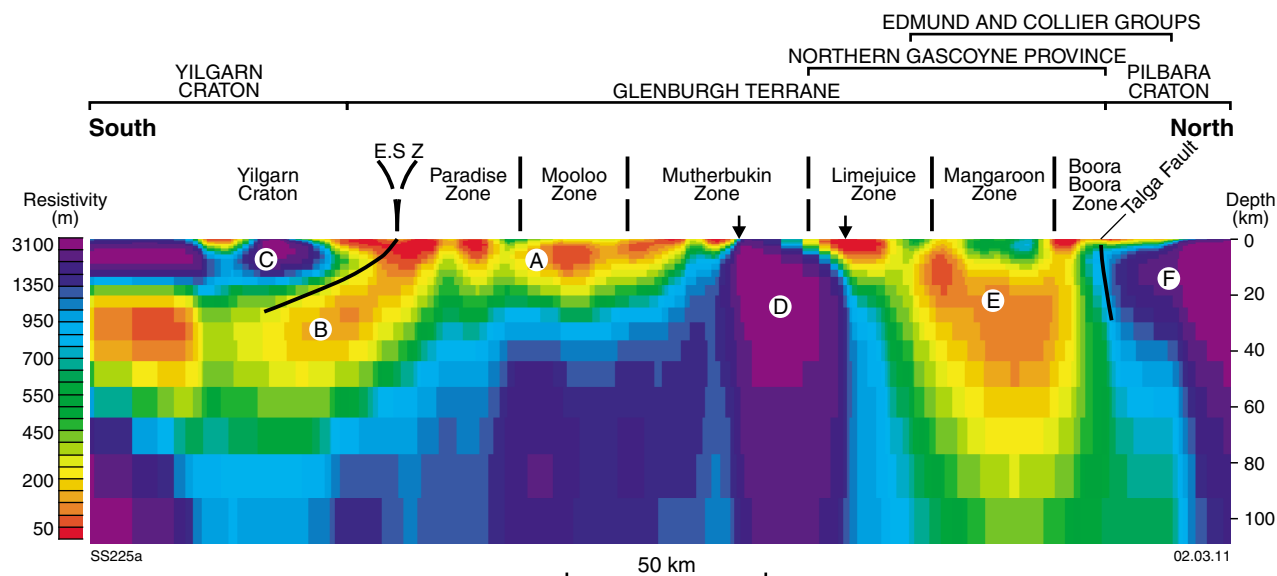 EDMUND AND COLLIER GROUPS
NORTHERN GASCOYNE PROVINCE
YILGARN
CRATON
GLENBURGH TERRANE
PILBARA
CRATON
South
North
E.S Z
Yilgarn
Craton
Paradise
Zone
Mooloo
Zone
Mutherbukin
Zone
Limejuice
Zone
Mangaroon
Zone
Boora
Boora
Zone
Talga Fault
Resistivity
(m)
Depth
(km)
3100
1350
950
700
550
450
200
50
0
20
40
60
80
100
C
B
A
D
E
F
SS225a
50 km
02.03.11